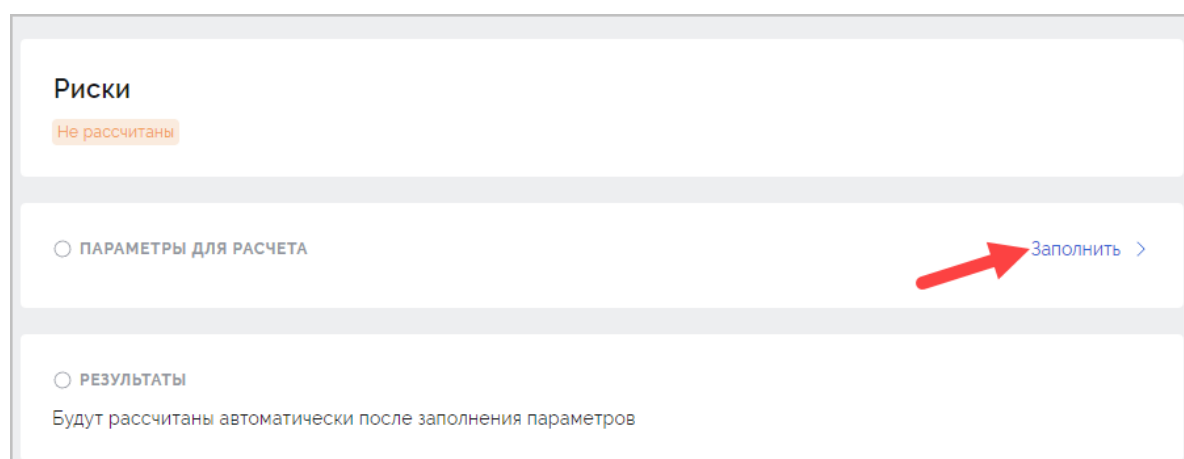 Риски
Не рассчитаны
ПАРАМЕТРЫ ДЛЯ РАСЧЕТА
Заполнить >
РЕЗУЛЬТАТЫ
Будут рассчитаны автоматически после заполнения параметров